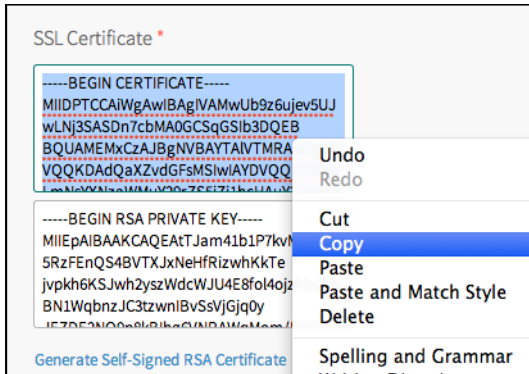 SSL Certificate *
-----BEGIN CERTIFICATE-----
MIIDPTCCAiWgAwIBAgIVAMwUb9z6ujev5UJ
wLNj3SASDn7cbMA0GCSqGSIb3DQEB
BQUAMEMxCzAJBgNVBAYTAlVTMRA
VQQKDAdQaXZvdGFsMSIwIAYDVQQ
-----BEGIN RSA PRIVATE KEY-----
MIIEpAIBAAKCAQEAtTJam41b1P7kv
5RzFEnQS4BVTXJxNeHfRizwhKkTe
jvpkh6KSJwh2yszWdcWJU4E8fol4ojz
BN1WqbnzJC3tzwnIBvSsVjGjq0y
Generate Self-Signed RSA Certificate
Undo
Redo
Cut
Copy
Paste
Paste and Match Style
Delete
Spelling and Grammar